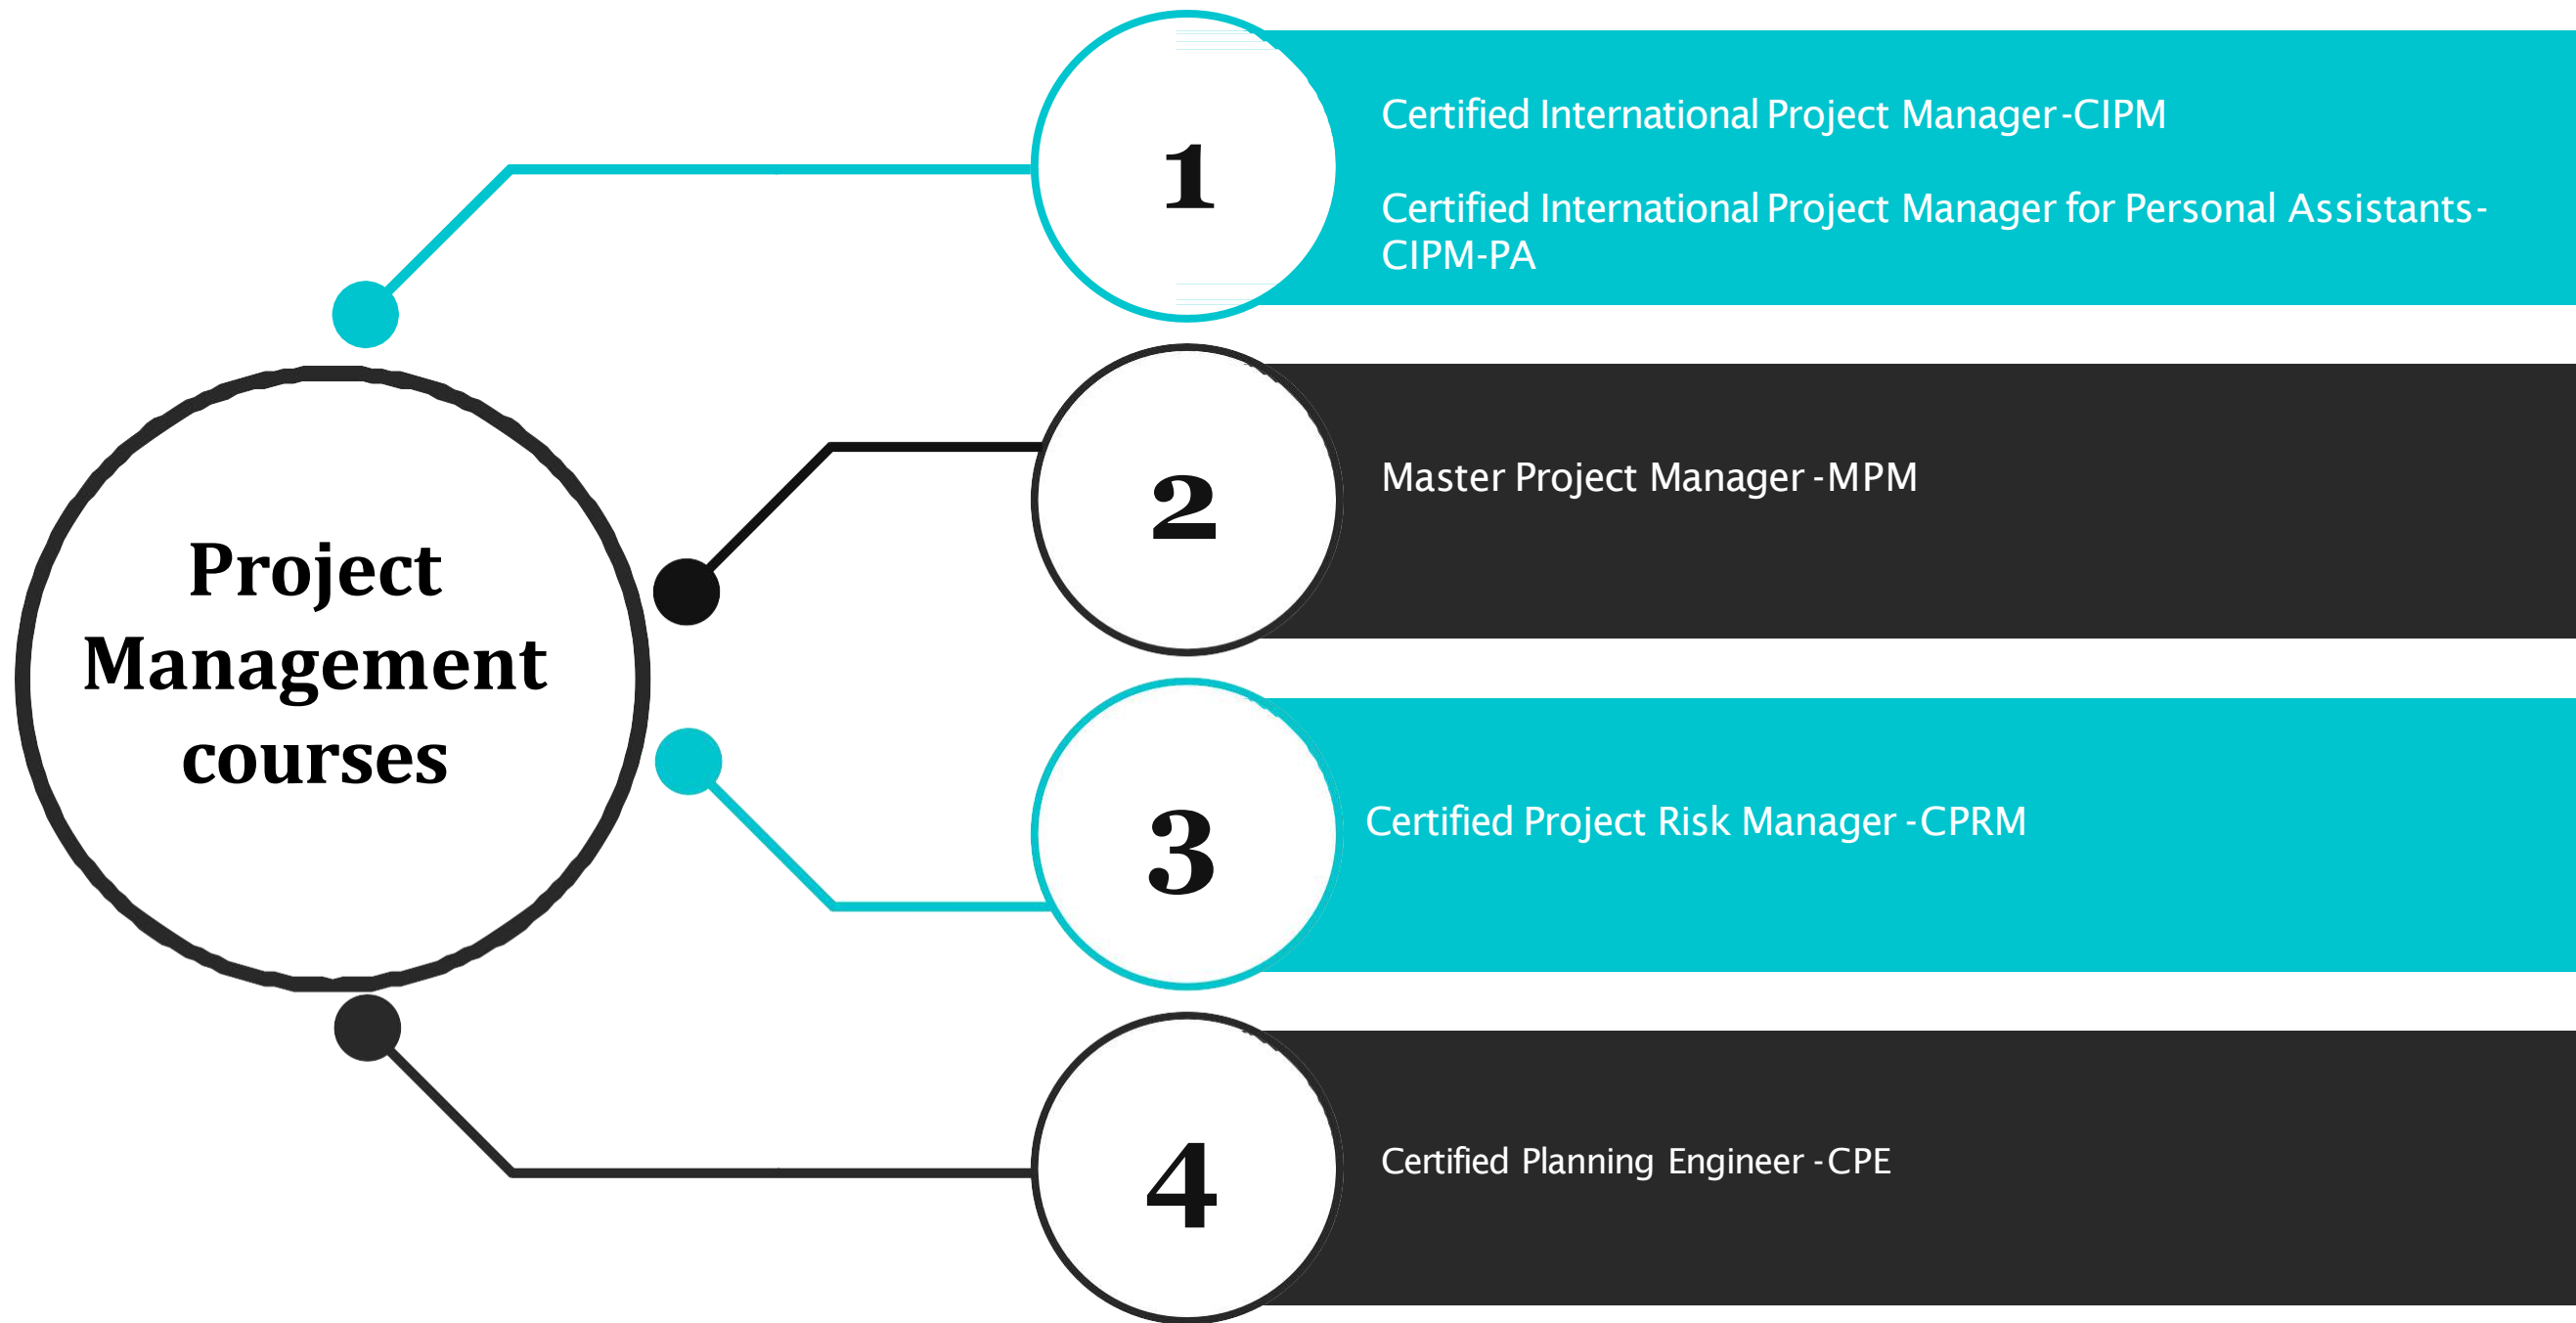 Project
Management
courses
1
Certified International Project Manager-CIPM
Certified International Project Manager for Personal Assistants-
CIPM-PA
2
Master Project Manager-MPM
3
Certified Project Risk Manager-CPRM
4
Certified Planning Engineer-CPE